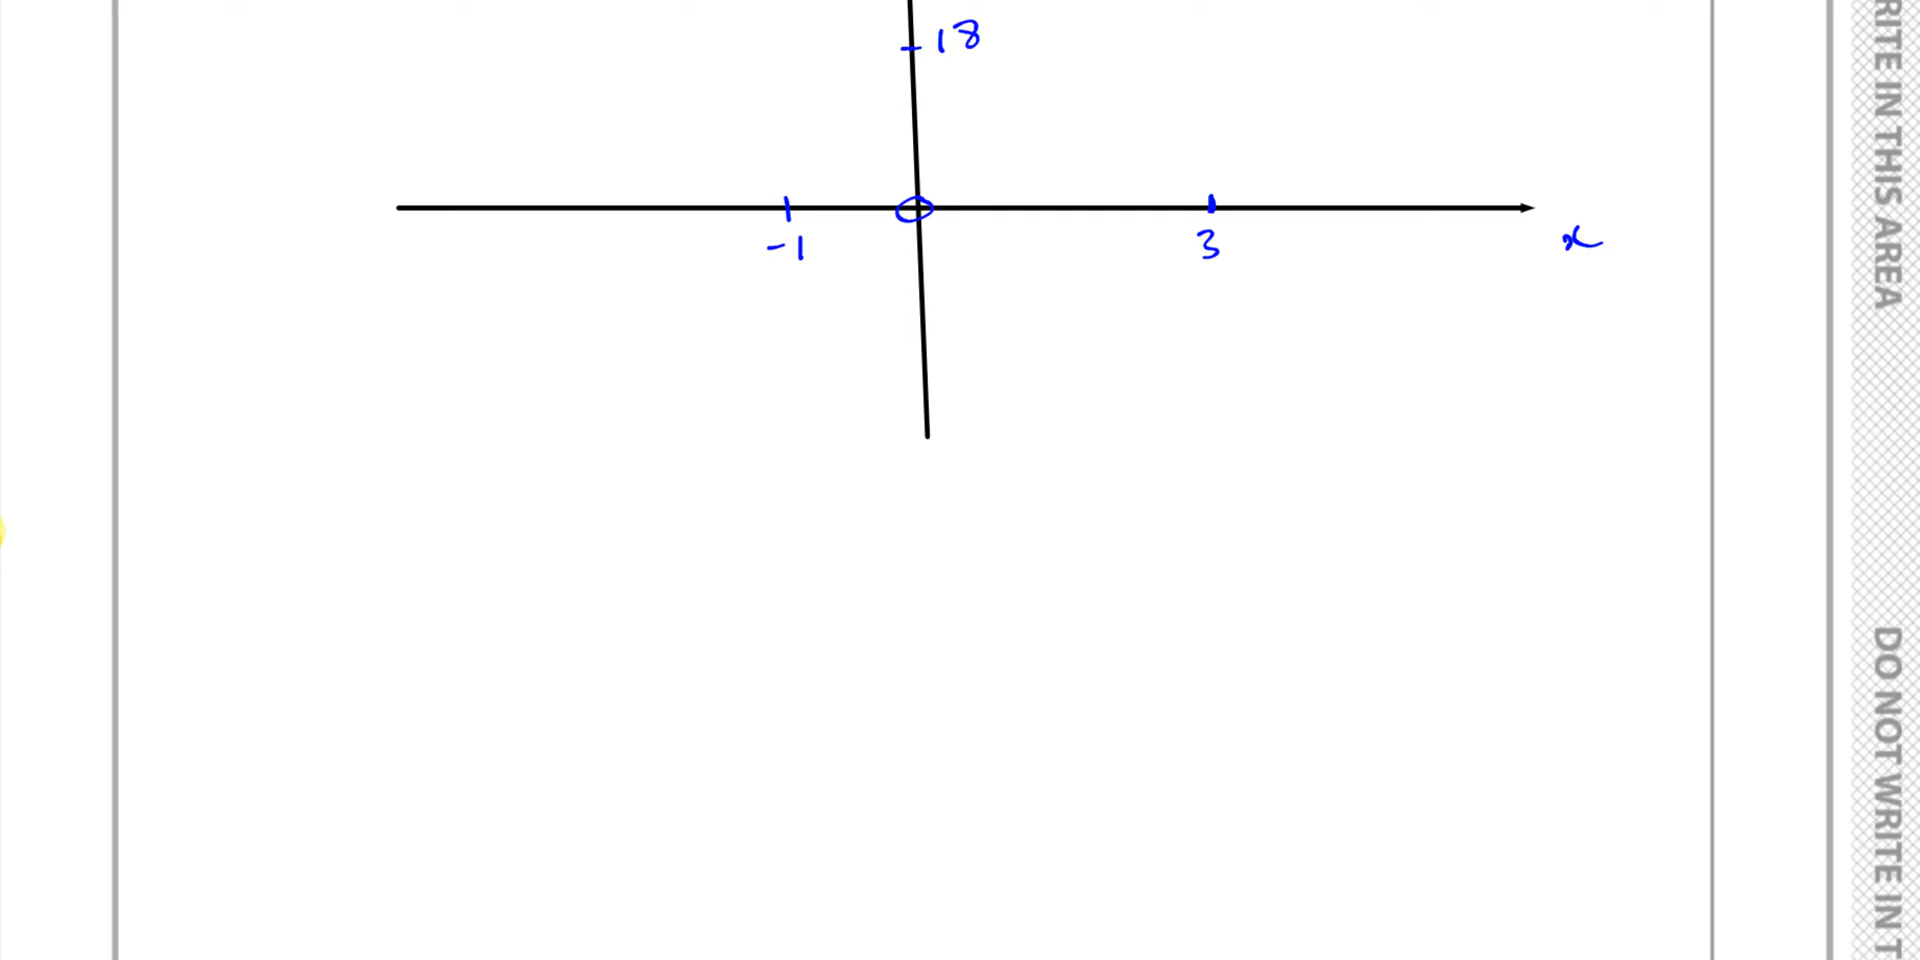 18
-1 3 x
RITE IN THIS AREA
DO NOT WRITE IN T